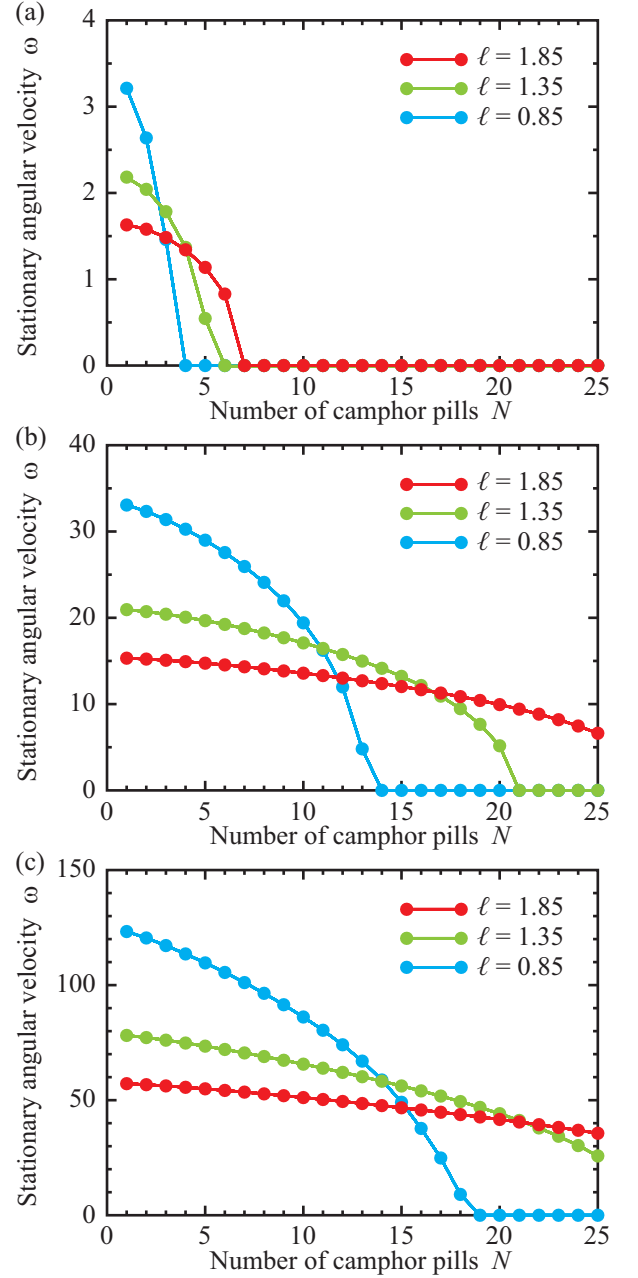 (a)
4
3
2
1
0
Stationary angular velocity ω
ℓ = 1.85
ℓ = 1.35
ℓ = 0.85
0 5 10 15 20 25
Number of camphor pills N
(b)
40
30
20
10
0
Stationary angular velocity ω
ℓ = 1.85
ℓ = 1.35
ℓ = 0.85
0 5 10 15 20 25
Number of camphor pills N
(c)
150
100
50
0
Stationary angular velocity ω
ℓ = 1.85
ℓ = 1.35
ℓ = 0.85
0 5 10 15 20 25
Number of camphor pills N